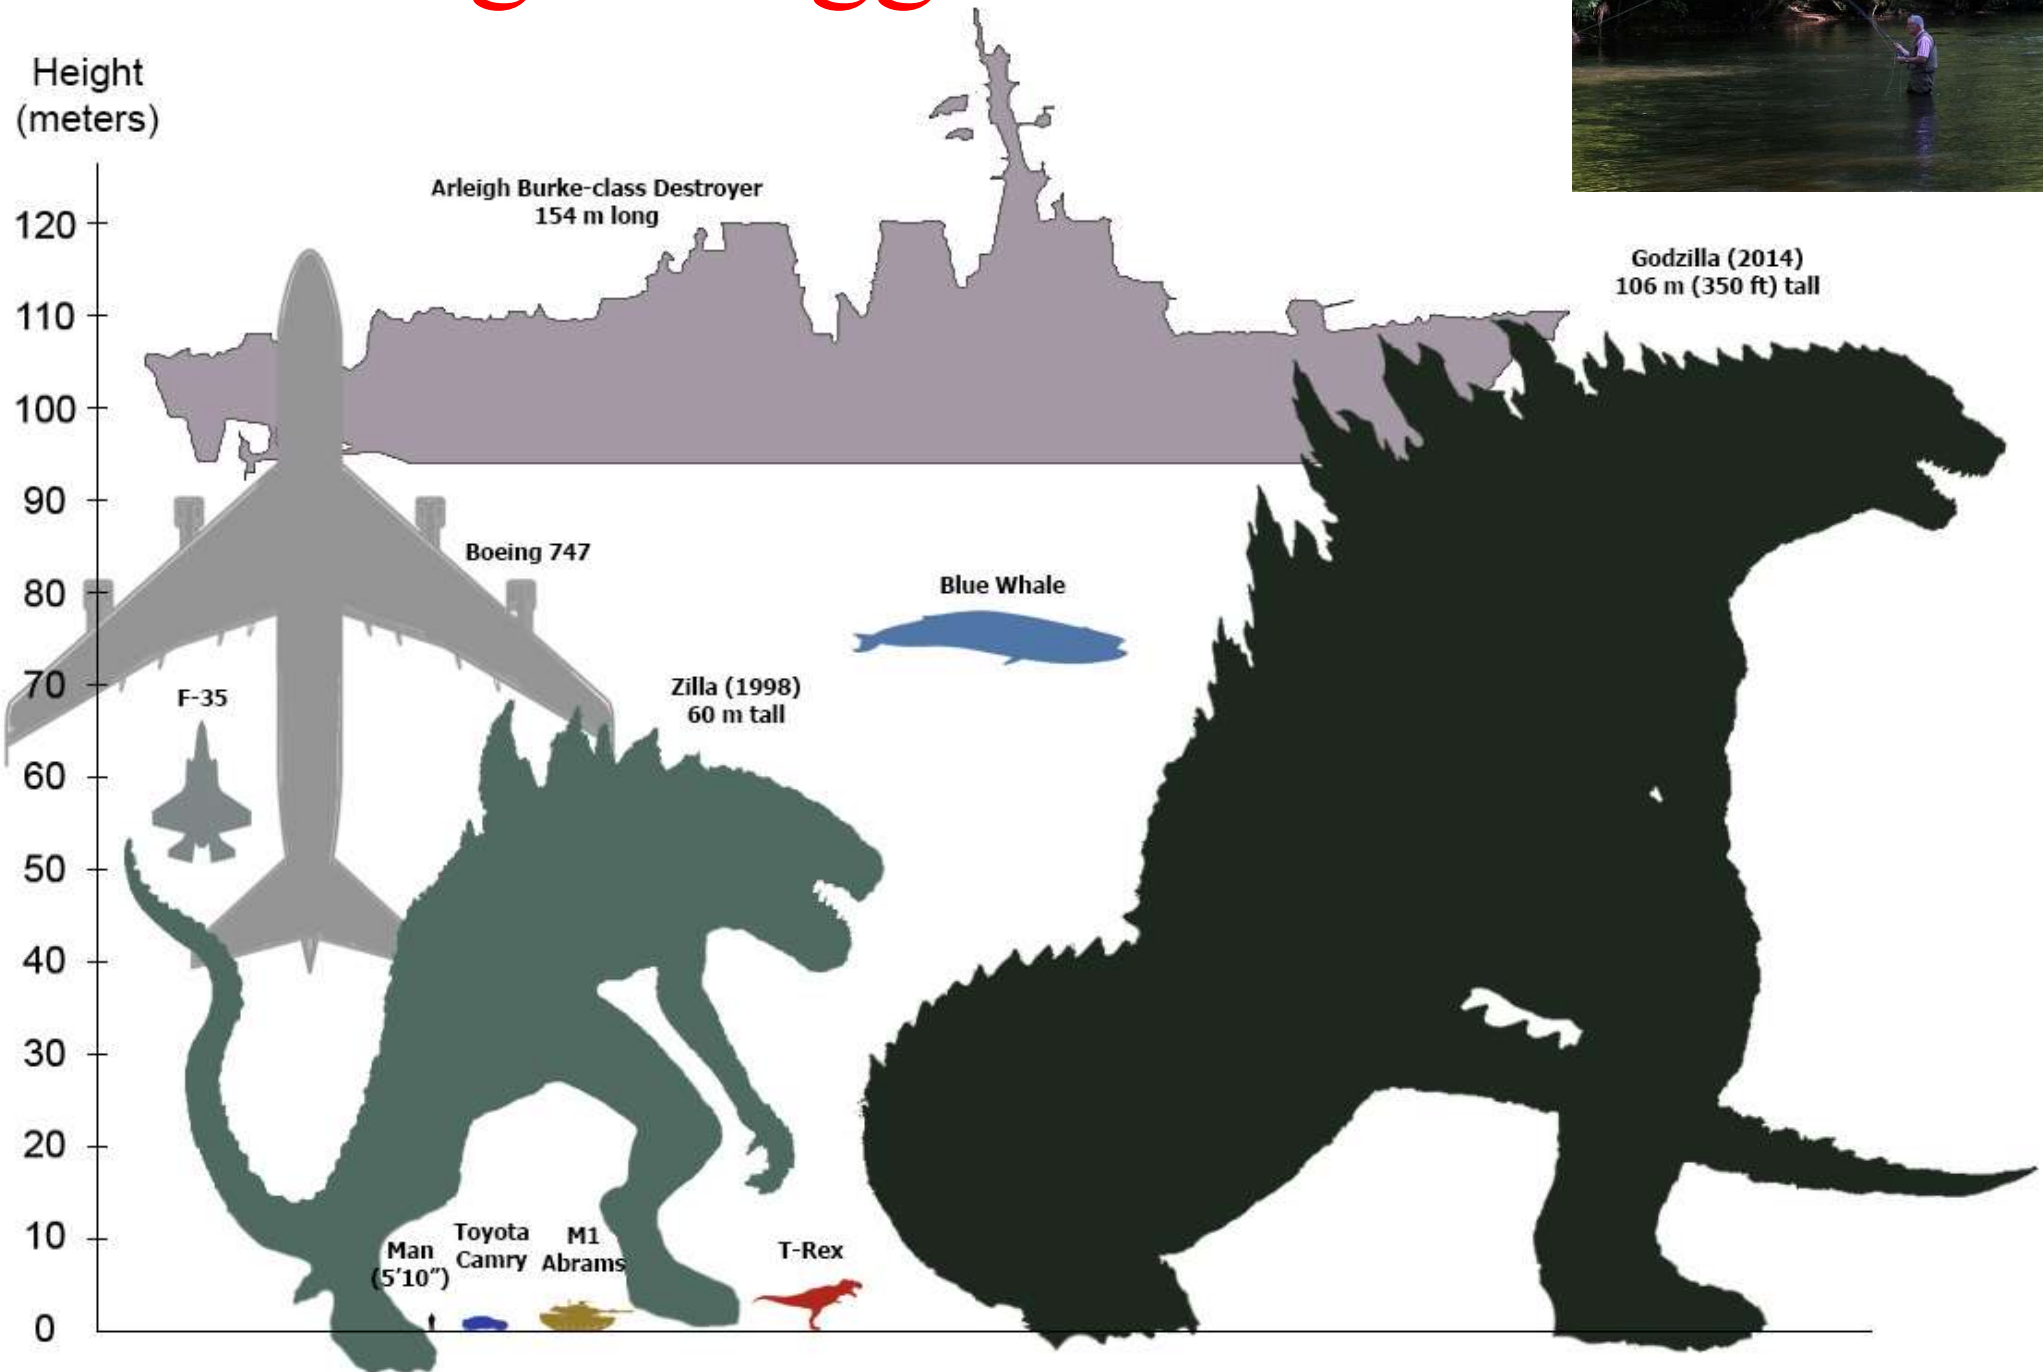 Height
(meters)
120
110
100
90
80
70
60
50
40
30
20
10
0
Arleigh Burke-class Destroyer
154 m long
Godzilla (2014)
106 m (350 ft) tall
Boeing 747
Blue Whale
F-35
Zilla (1998)
60 m tall
Man
(5'10”)
Toyota
Camry
M1
Abrams
T-Rex